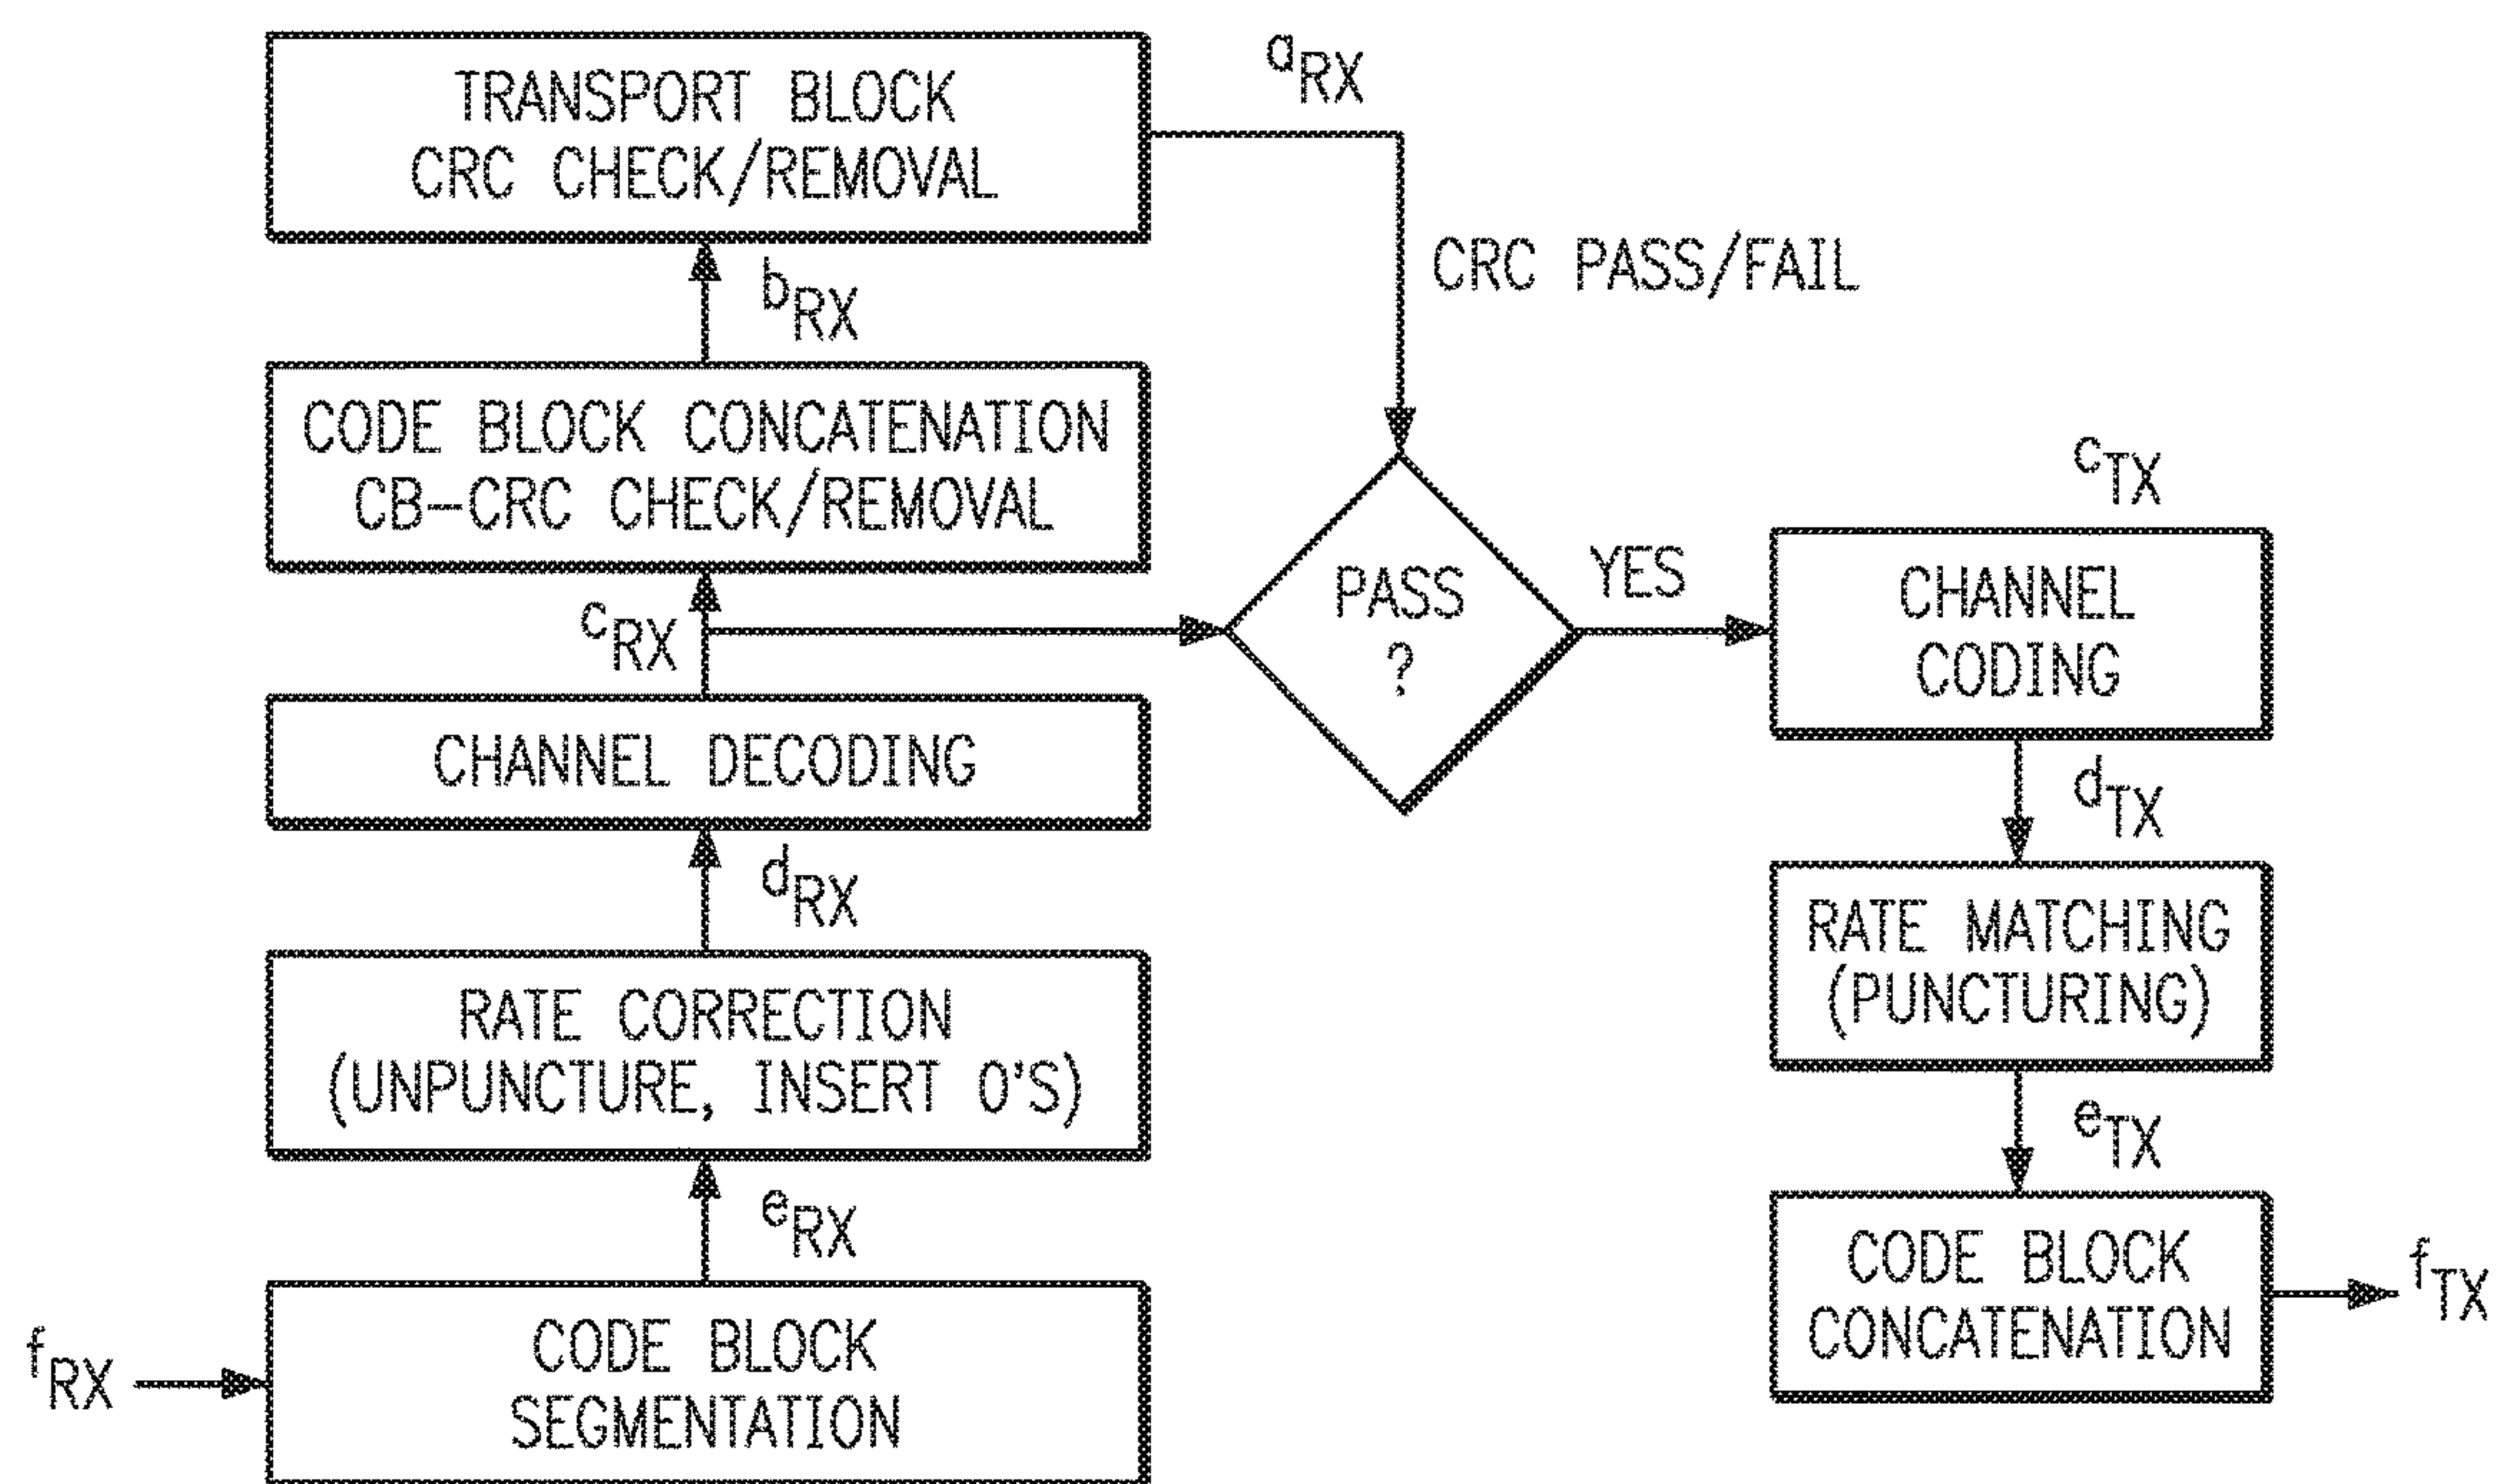 TRANSPORT BLOCK
CRC CHECK/REMOVAL
aRX
CRC PASS/FAIL
bRX
CODE BLOCK CONCATENATION
CB-CRC CHECK/REMOVAL
cRX
PASS
?
YES
cTX
CHANNEL
CODING
CHANNEL DECODING
dTX
dRX
RATE MATCHING
(PUNCTURING)
RATE CORRECTION
(UNPUNCTURE, INSERT 0'S)
eTX
eRX
CODE BLOCK
CONCATENATION
fTX
fRX
CODE BLOCK
SEGMENTATION